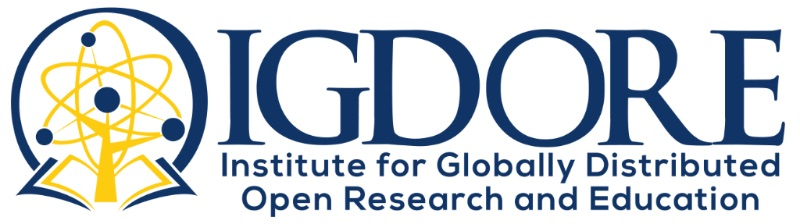 IGDORE
Institute for Globally Distributed
Open Research and Education